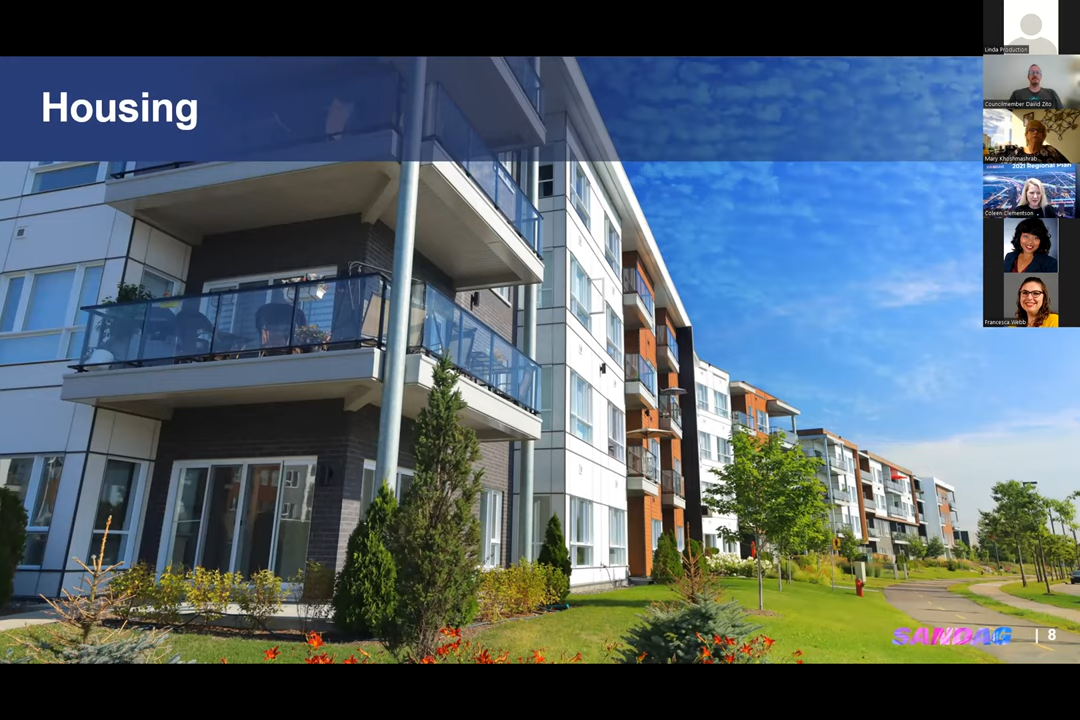 Housing
Linda Production
Councilmember David Zito
Mary Khoshmashrab
2021 Regional Plan
Coleen Clementson
Francesca Webb
SANDAG | 8